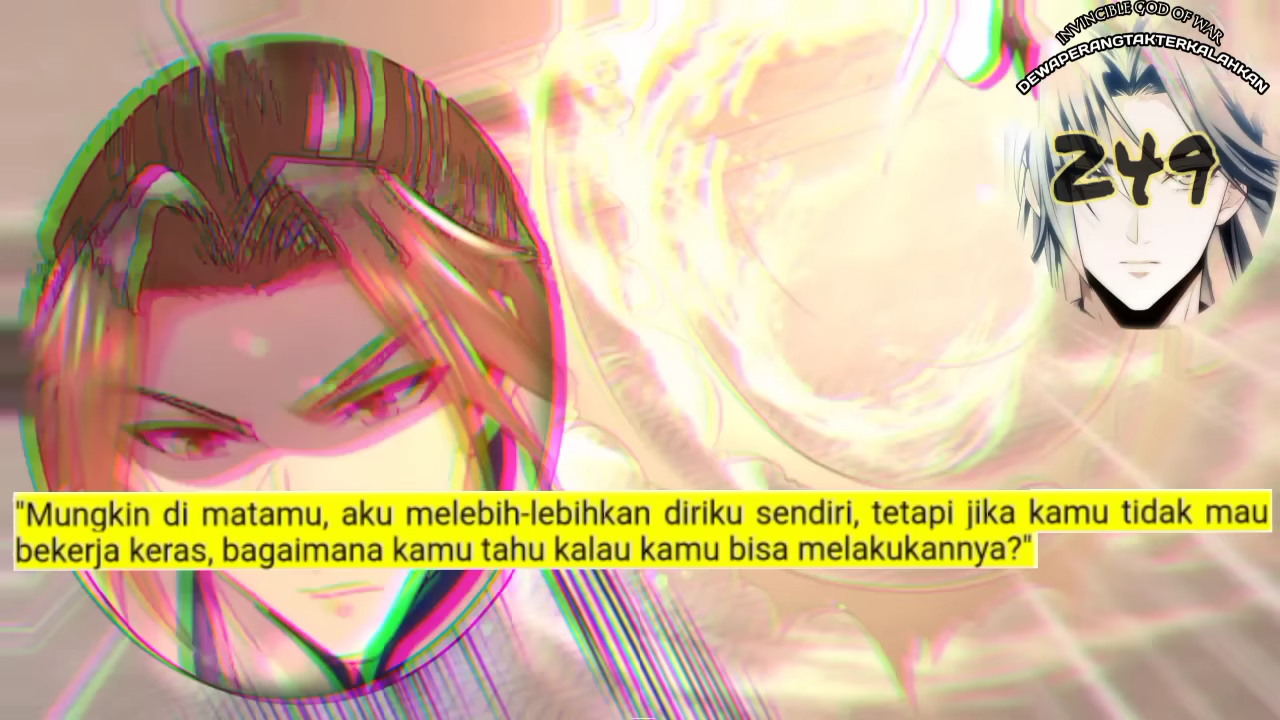 INVINCIBLE GOD OF WAR
DEWAPERANGTAKTERKALAHKAN
249
"Mungkin di matamu, aku melebih-lebihkan diriku sendiri, tetapi jika kamu tidak mau
bekerja keras, bagaimana kamu tahu kalau kamu bisa melakukannya?"